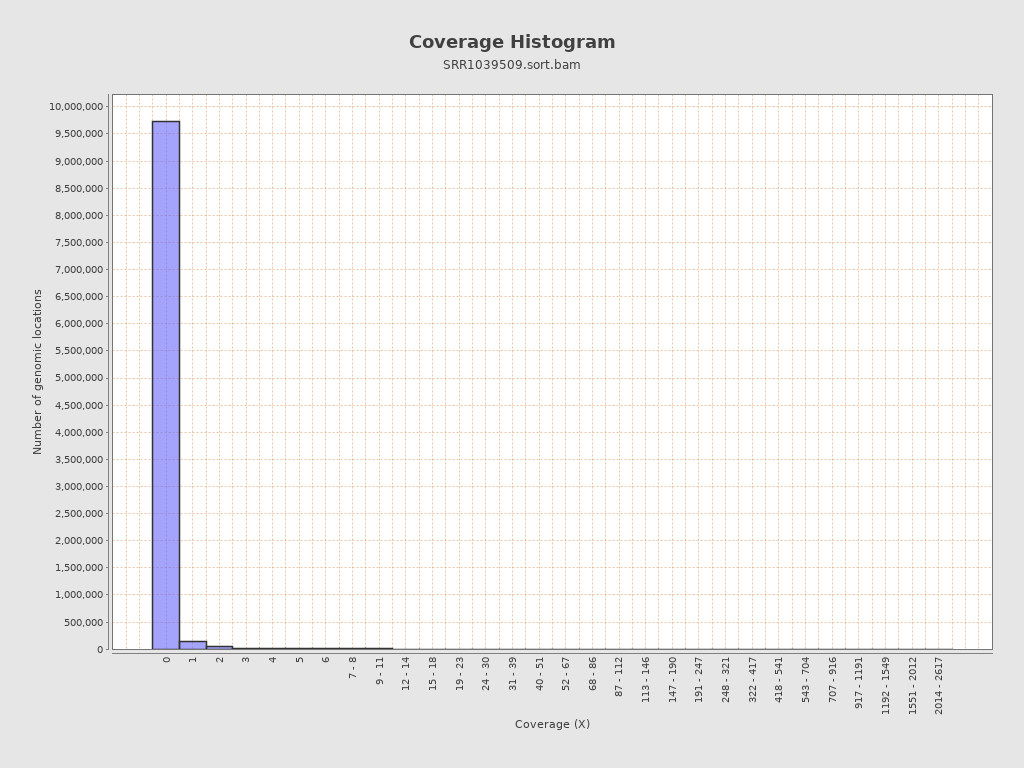 Coverage Histogram
SRR1039509.sort.bam
Number of genomic locations
10,000,000
9,500,000
9,000,000
8,500,000
8,000,000
7,500,000
7,000,000
6,500,000
6,000,000
5,500,000
5,000,000
4,500,000
4,000,000
3,500,000
3,000,000
2,500,000
2,000,000
1,500,000
1,000,000
500,000
0
0
1
2
3
4
5
6
7 - 8
9 - 11
12 - 14
15 - 18
19 - 23
24 - 30
31 - 39
40 - 51
52 - 67
68 - 86
87 - 112
113 - 146
147 - 190
191 - 247
248 - 321
322 - 417
418 - 541
543 - 704
707 - 916
917 - 1191
1192 - 1549
1551 - 2012
2014 - 2617
Coverage (X)